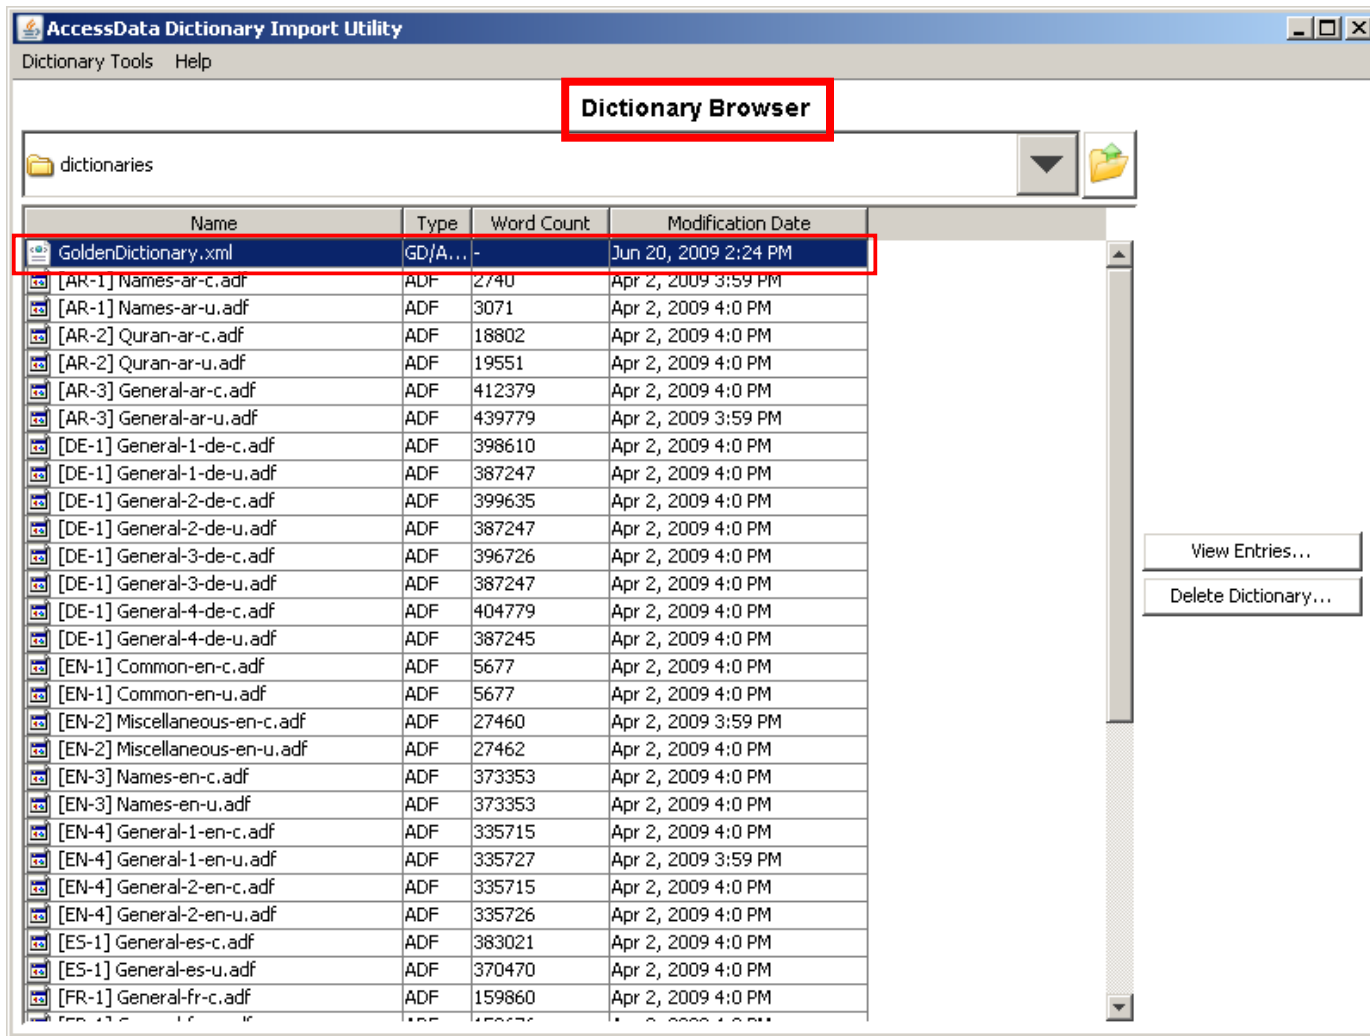 AccessData Dictionary Import Utility
Dictionary Tools Help
Dictionary Browser
dictionaries
Name Type Word Count Modification Date
GoldenDictionary.xml GD/A... - Jun 20, 2009 2:24 PM
[AR-1] Names-ar-c.adf ADF 2740 Apr 2, 2009 3:59 PM
[AR-1] Names-ar-u.adf ADF 3071 Apr 2, 2009 4:0 PM
[AR-2] Quran-ar-c.adf ADF 18802 Apr 2, 2009 4:0 PM
[AR-2] Quran-ar-u.adf ADF 19551 Apr 2, 2009 4:0 PM
[AR-3] General-ar-c.adf ADF 412379 Apr 2, 2009 4:0 PM
[AR-3] General-ar-u.adf ADF 439779 Apr 2, 2009 3:59 PM
[DE-1] General-1-de-c.adf ADF 398610 Apr 2, 2009 4:0 PM
[DE-1] General-1-de-u.adf ADF 387247 Apr 2, 2009 4:0 PM
[DE-1] General-2-de-c.adf ADF 399635 Apr 2, 2009 4:0 PM
[DE-1] General-2-de-u.adf ADF 387247 Apr 2, 2009 4:0 PM
[DE-1] General-3-de-c.adf ADF 396726 Apr 2, 2009 4:0 PM
[DE-1] General-3-de-u.adf ADF 387247 Apr 2, 2009 4:0 PM
[DE-1] General-4-de-c.adf ADF 404779 Apr 2, 2009 4:0 PM
[DE-1] General-4-de-u.adf ADF 387245 Apr 2, 2009 4:0 PM
[EN-1] Common-en-c.adf ADF 5677 Apr 2, 2009 4:0 PM
[EN-1] Common-en-u.adf ADF 5677 Apr 2, 2009 4:0 PM
[EN-2] Miscellaneous-en-c.adf ADF 27460 Apr 2, 2009 3:59 PM
[EN-2] Miscellaneous-en-u.adf ADF 27462 Apr 2, 2009 4:0 PM
[EN-3] Names-en-c.adf ADF 373353 Apr 2, 2009 4:0 PM
[EN-3] Names-en-u.adf ADF 373353 Apr 2, 2009 4:0 PM
[EN-4] General-1-en-c.adf ADF 335715 Apr 2, 2009 4:0 PM
[EN-4] General-1-en-u.adf ADF 335727 Apr 2, 2009 3:59 PM
[EN-4] General-2-en-c.adf ADF 335715 Apr 2, 2009 4:0 PM
[EN-4] General-2-en-u.adf ADF 335726 Apr 2, 2009 4:0 PM
[ES-1] General-es-c.adf ADF 383021 Apr 2, 2009 4:0 PM
[ES-1] General-es-u.adf ADF 370470 Apr 2, 2009 4:0 PM
[FR-1] General-fr-c.adf ADF 159860 Apr 2, 2009 4:0 PM
View Entries...
Delete Dictionary...